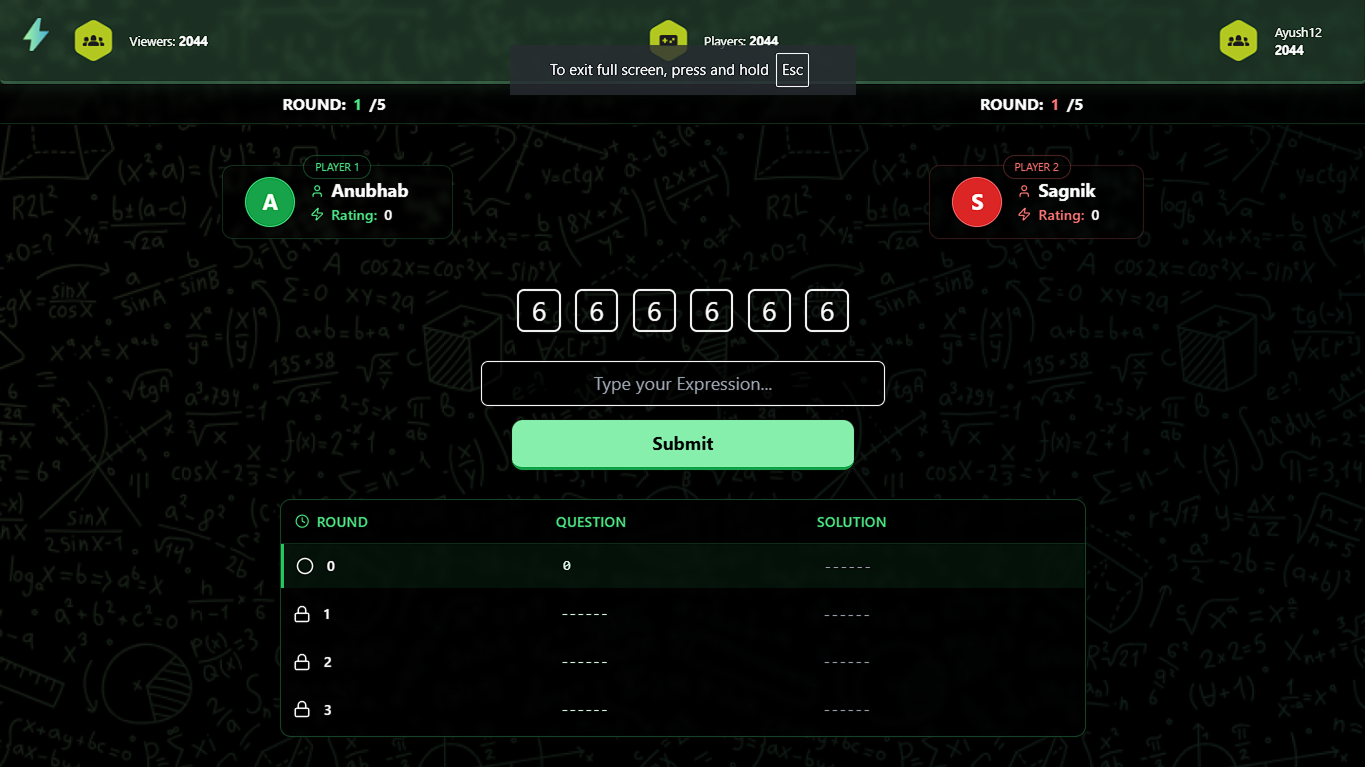 Viewers: 2044
Players: 2044
Ayush12
2044
To exit full screen, press and hold Esc
ROUND: 1 /5
ROUND: 1 /5
PLAYER 1
A
Anubhab
Rating: 0
PLAYER 2
S
Sagnik
Rating: 0
6 6 6 6 6 6
Type your Expression...
Submit
ROUND QUESTION SOLUTION
0 0 ------
1 ------ ------
2 ------ ------
3 ------ ------